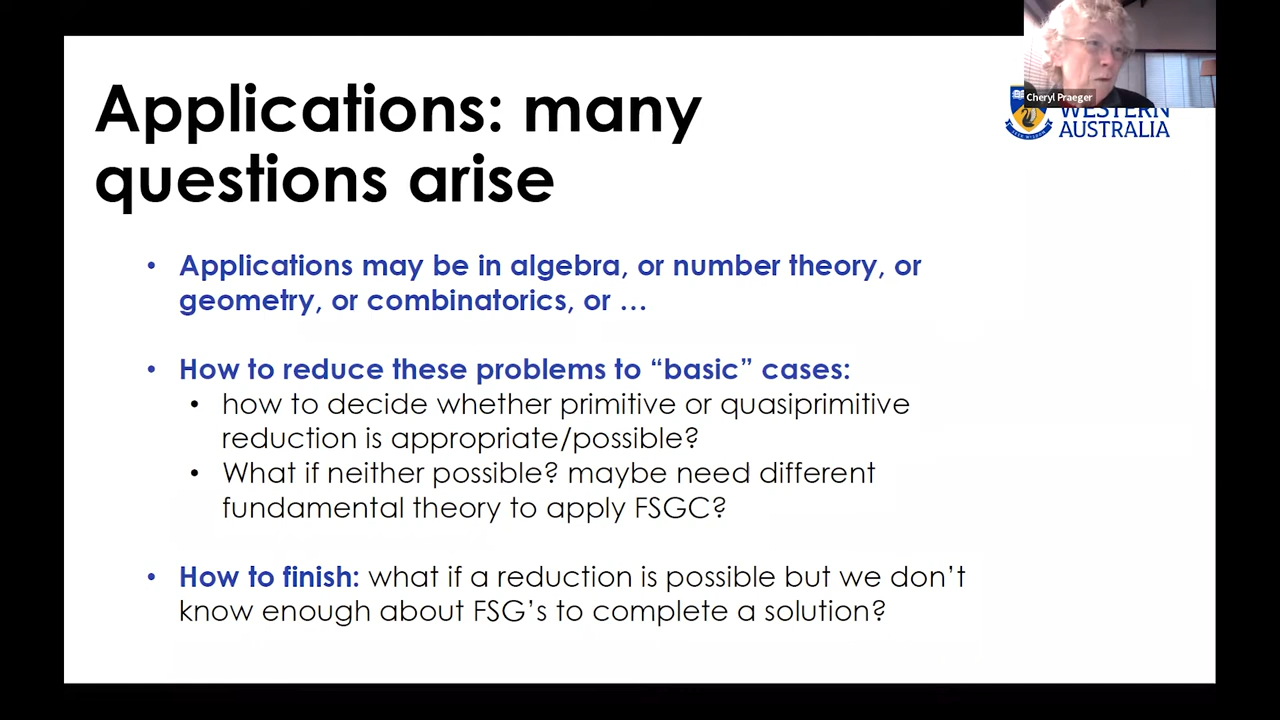 Cheryl Praeger
WESTERN
AUSTRALIA
Applications: many
questions arise
• Applications may be in algebra, or number theory, or
geometry, or combinatorics, or …
• How to reduce these problems to “basic” cases:
• how to decide whether primitive or quasiprimitive
reduction is appropriate/possible?
• What if neither possible? maybe need different
fundamental theory to apply FSGC?
• How to finish: what if a reduction is possible but we don’t
know enough about FSG’s to complete a solution?